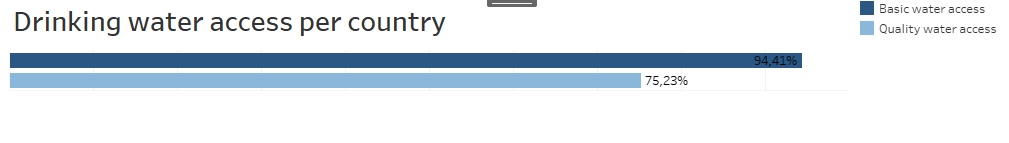 Drinking water access per country
Basic water access
Quality water access
94,41%
75,23%